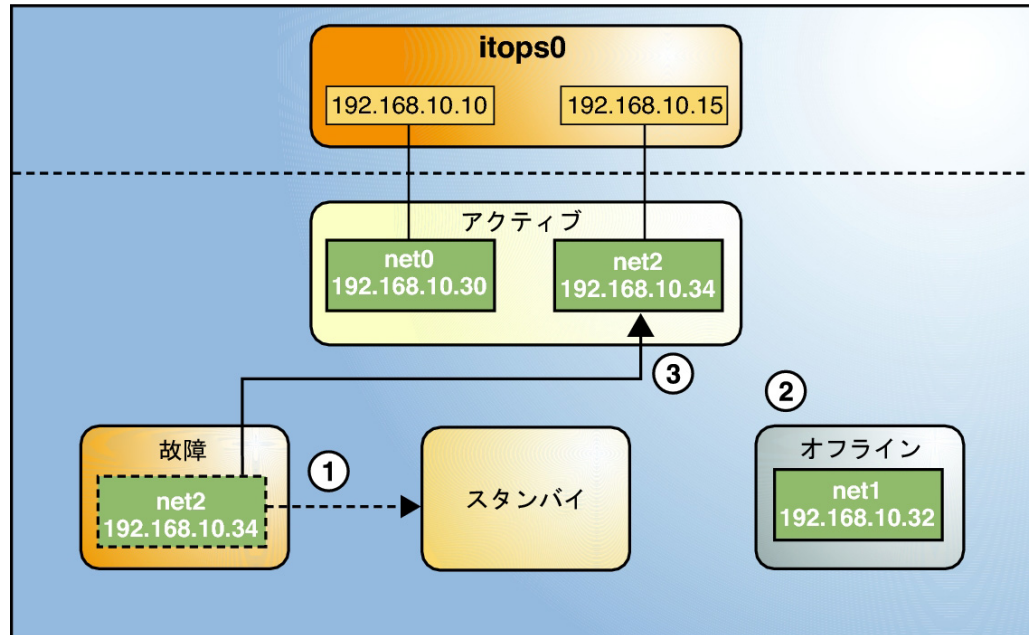 itops0
192.168.10.10
192.168.10.15
アクティブ
net0
192.168.10.30
net2
192.168.10.34
3
2
故障
net2
192.168.10.34
1
スタンバイ
オフライン
net1
192.168.10.32